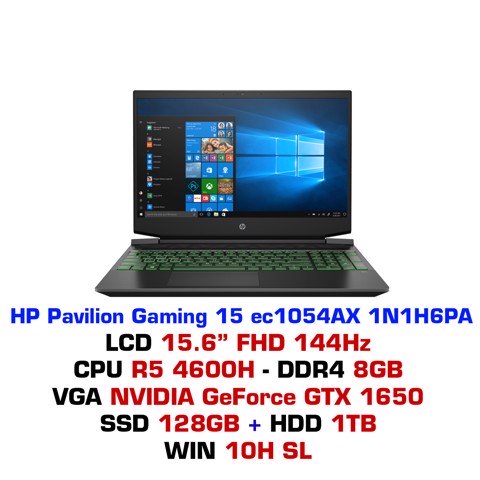 HP Pavilion Gaming 15 ec1054AX 1N1H6PA
LCD 15.6” FHD 144Hz
CPU R5 4600H - DDR4 8GB
VGA NVIDIA GeForce GTX 1650
SSD 128GB + HDD 1TB
WIN 10H SL